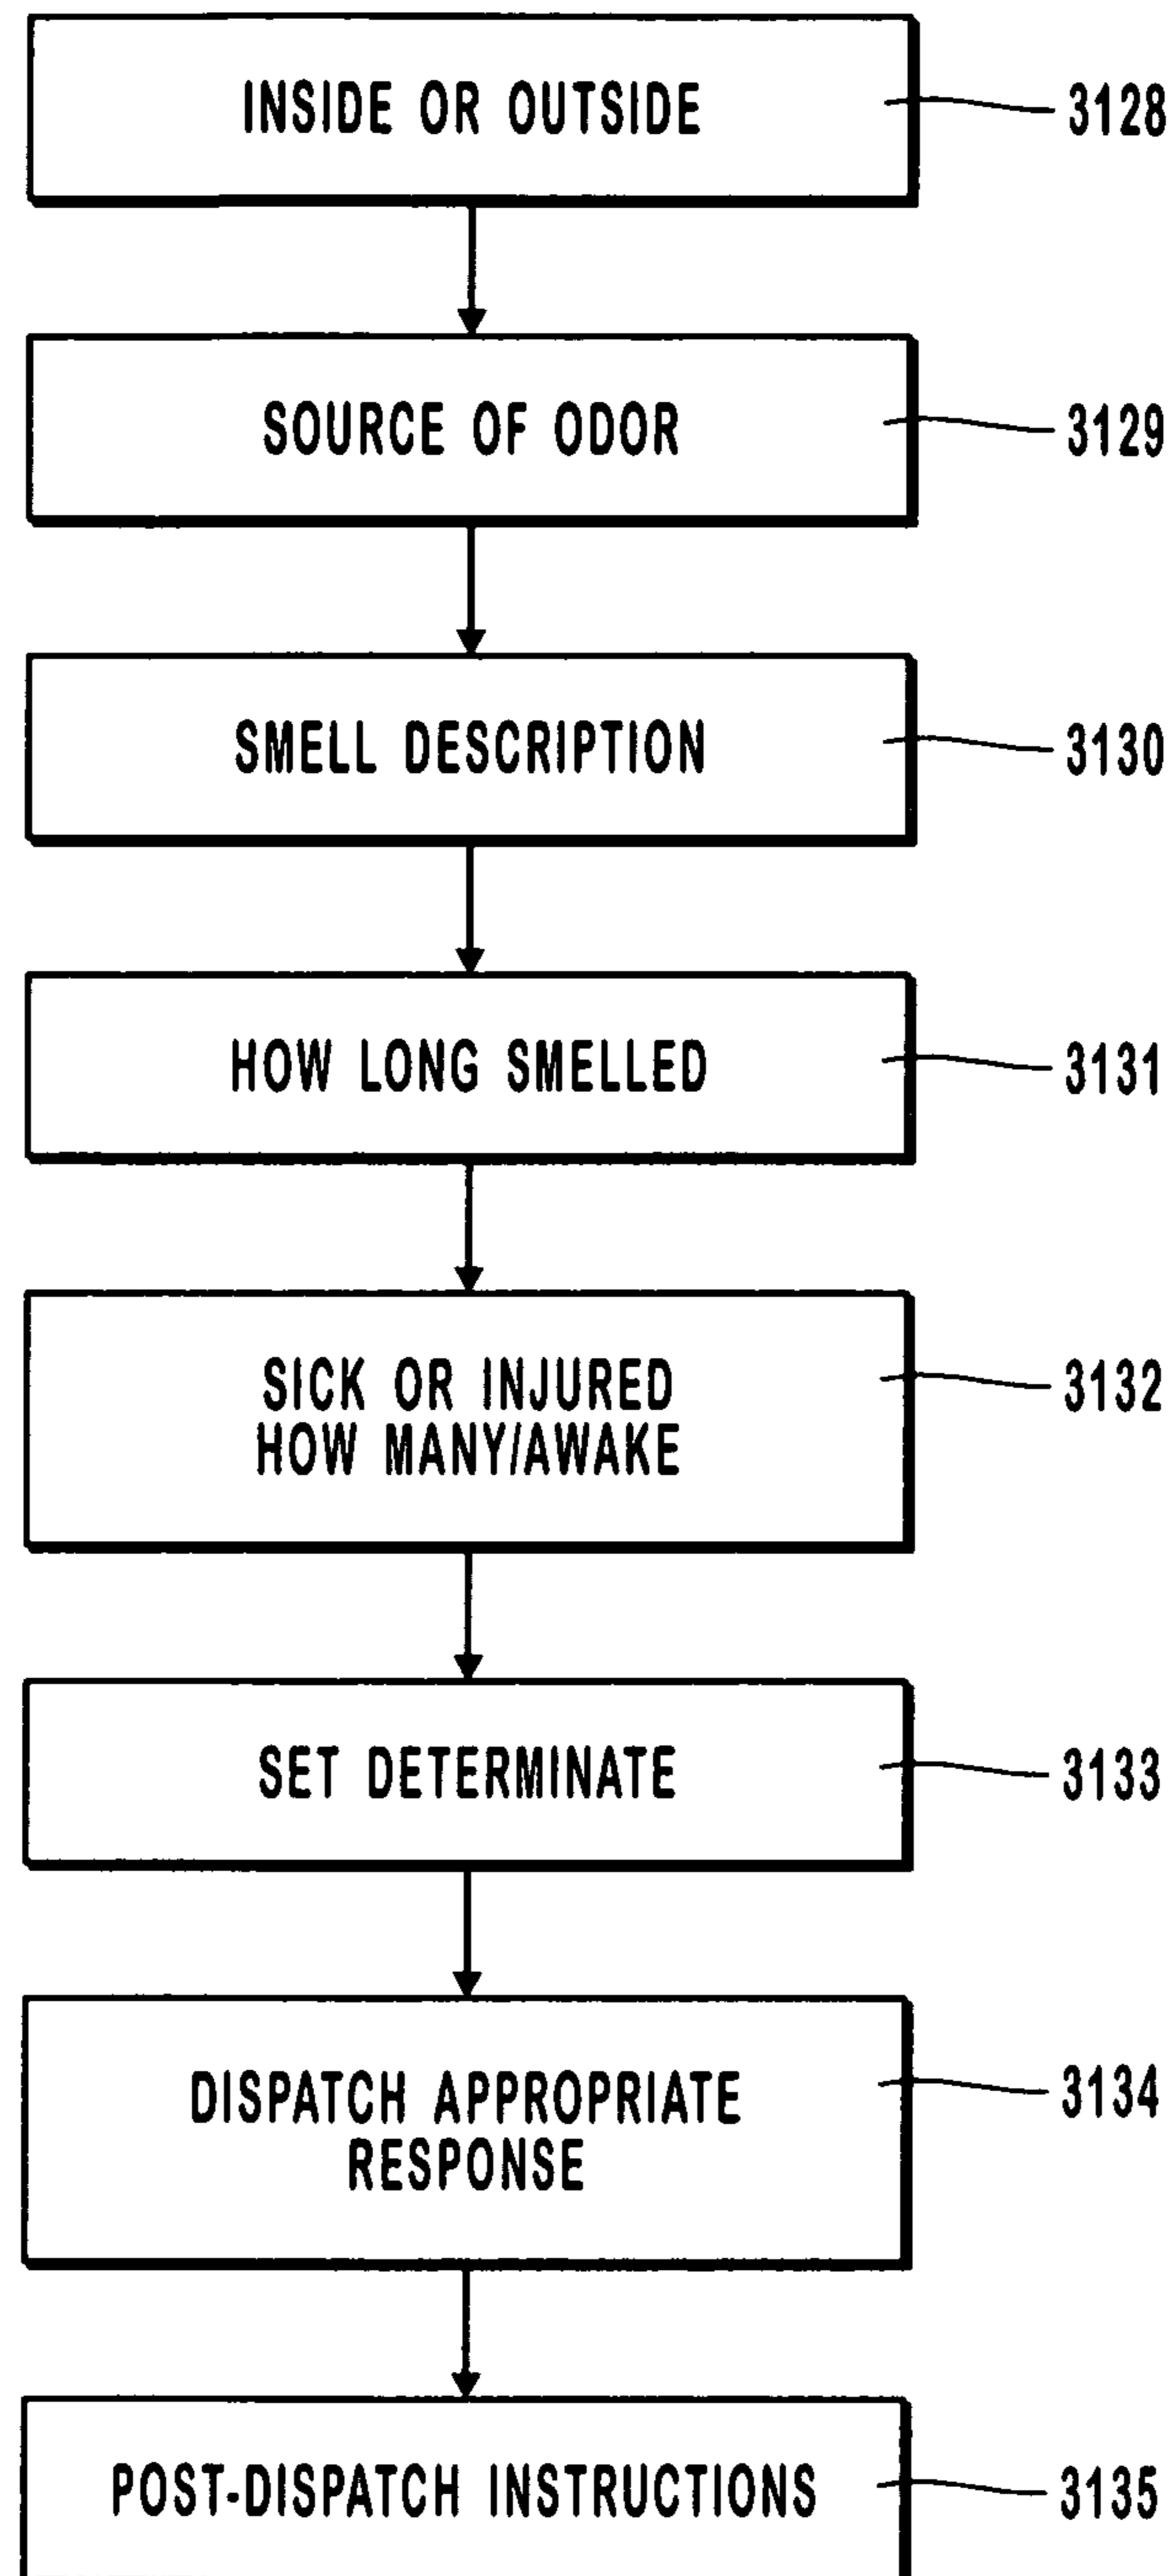 INSIDE OR OUTSIDE 3128
SOURCE OF ODOR 3129
SMELL DESCRIPTION 3130
HOW LONG SMELLED 3131
SICK OR INJURED 3132
HOW MANY/AWAKE
SET DETERMINATE 3133
DISPATCH APPROPRIATE 3134
RESPONSE
POST-DISPATCH INSTRUCTIONS 3135